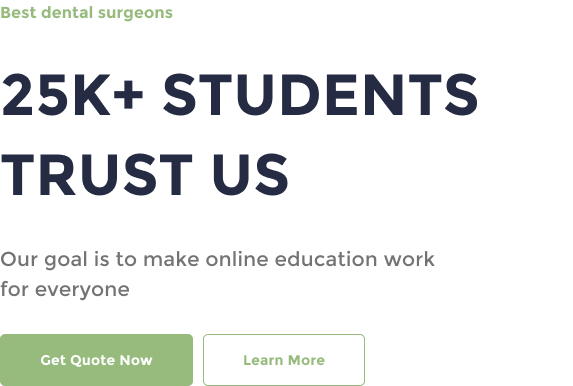 Best dental surgeons
25K+ STUDENTS
TRUST US
Our goal is to make online education work
for everyone
Get Quote Now
Learn More